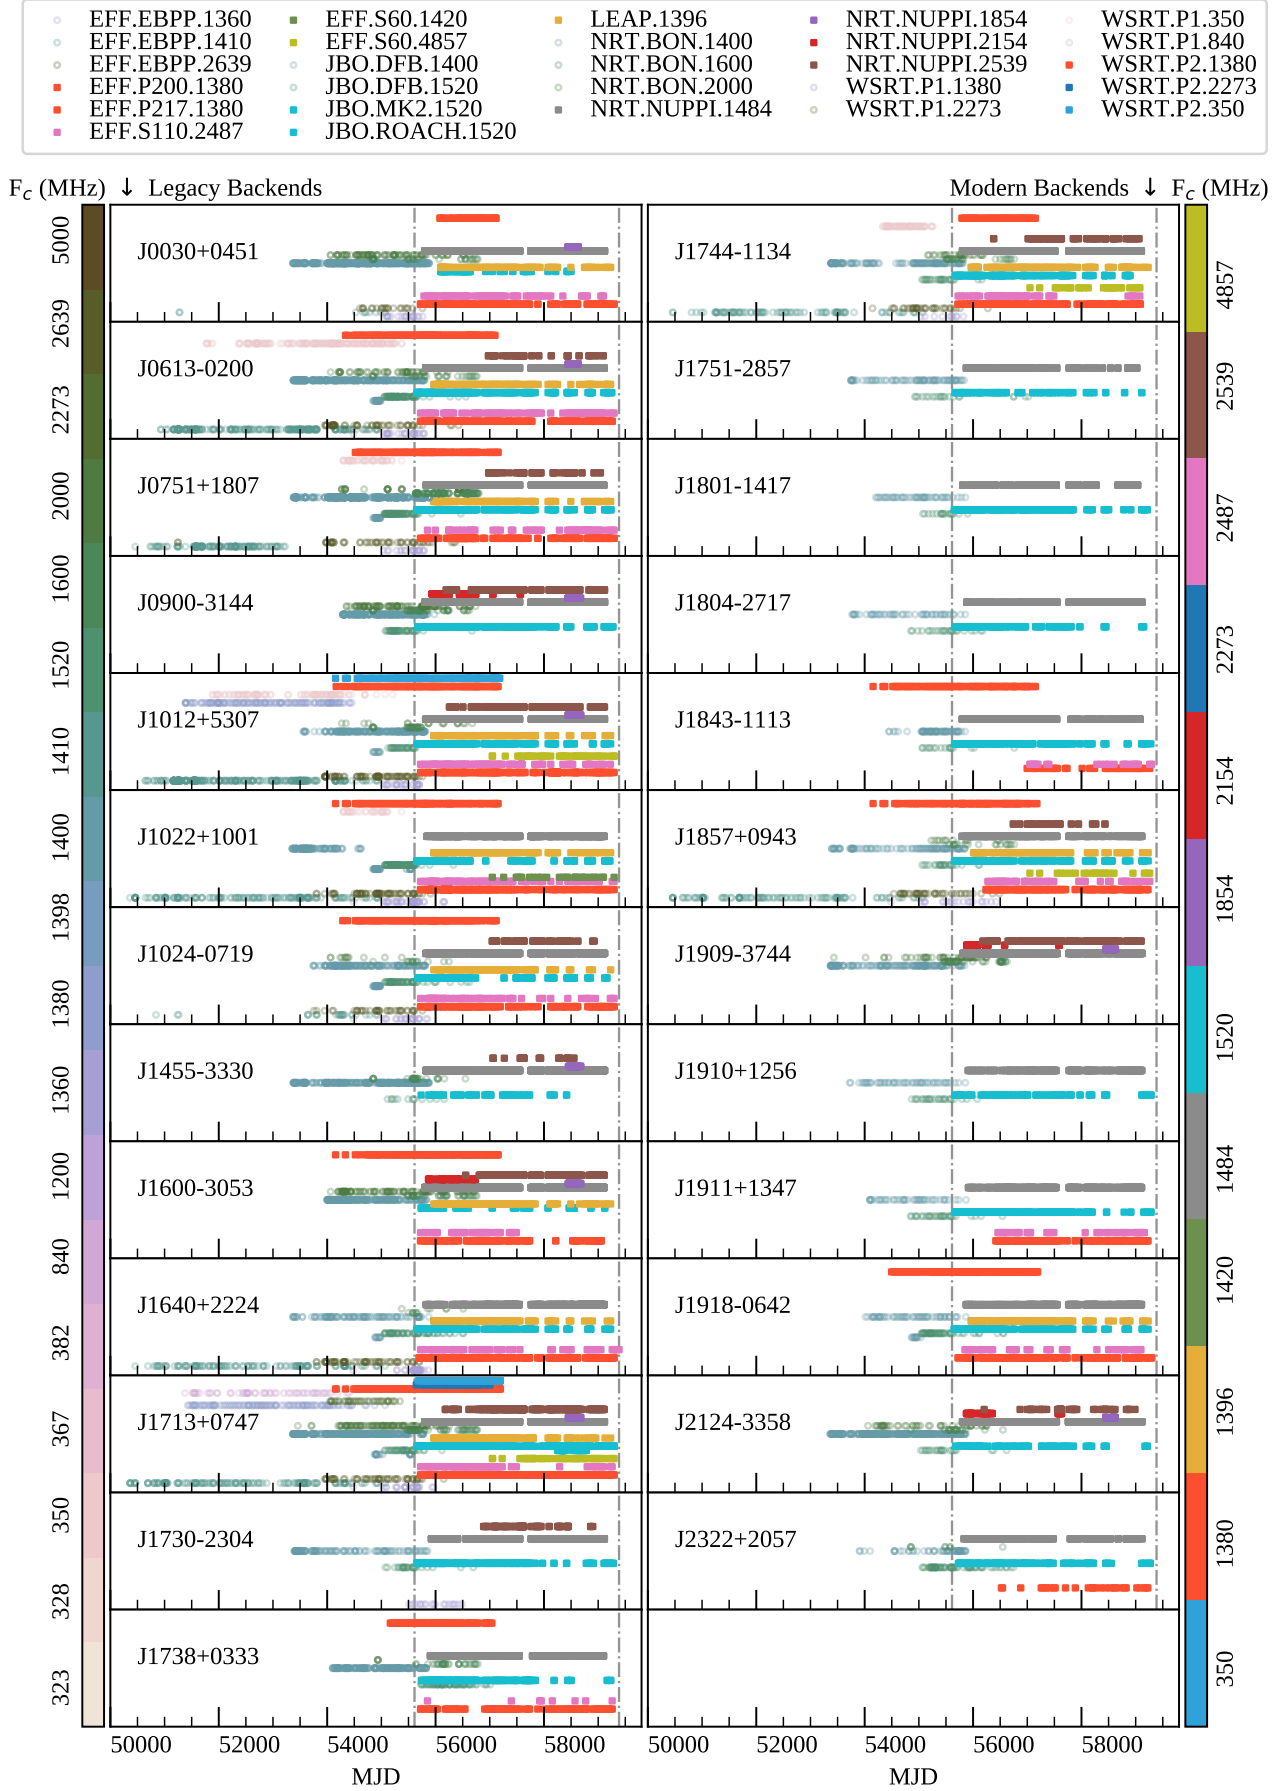 EFF.EBPP.1360 EFF.S60.1420 LEAP.1396 NRT.NUPPI.1854 WSRT.P1.350
EFF.EBPP.1410 EFF.S60.4857 NRT.BON.1400 NRT.NUPPI.2154 WSRT.P1.840
EFF.EBPP.2639 JBO.DFB.1400 NRT.BON.1600 NRT.NUPPI.2539 WSRT.P2.1380
EFF.P200.1380 JBO.DFB.1520 NRT.BON.2000 WSRT.P1.1380 WSRT.P2.2273
EFF.P217.1380 JBO.MK2.1520 NRT.NUPPI.1484 WSRT.P1.2273 WSRT.P2.350
EFF.S110.2487 JBO.ROACH.1520
F_c (MHz) ↓ Legacy Backends Modern Backends ↓ F_c (MHz)
J0030+0451 J1744-1134
J0613-0200 J1751-2857
J0751+1807 J1801-1417
J0900-3144 J1804-2717
J1012+5307 J1843-1113
J1022+1001 J1857+0943
J1024-0719 J1909-3744
J1455-3330 J1910+1256
J1600-3053 J1911+1347
J1640+2224 J1918-0642
J1713+0747 J2124-3358
J1730-2304 J2322+2057
J1738+0333
5000
2639
2273
2000
1600
1520
1410
1400
1398
1380
1360
1200
840
382
367
350
328
323
4857
2539
2487
2273
2154
1854
1520
1484
1420
1396
1380
350
50000 52000 54000 56000 58000 50000 52000 54000 56000 58000
MJD MJD